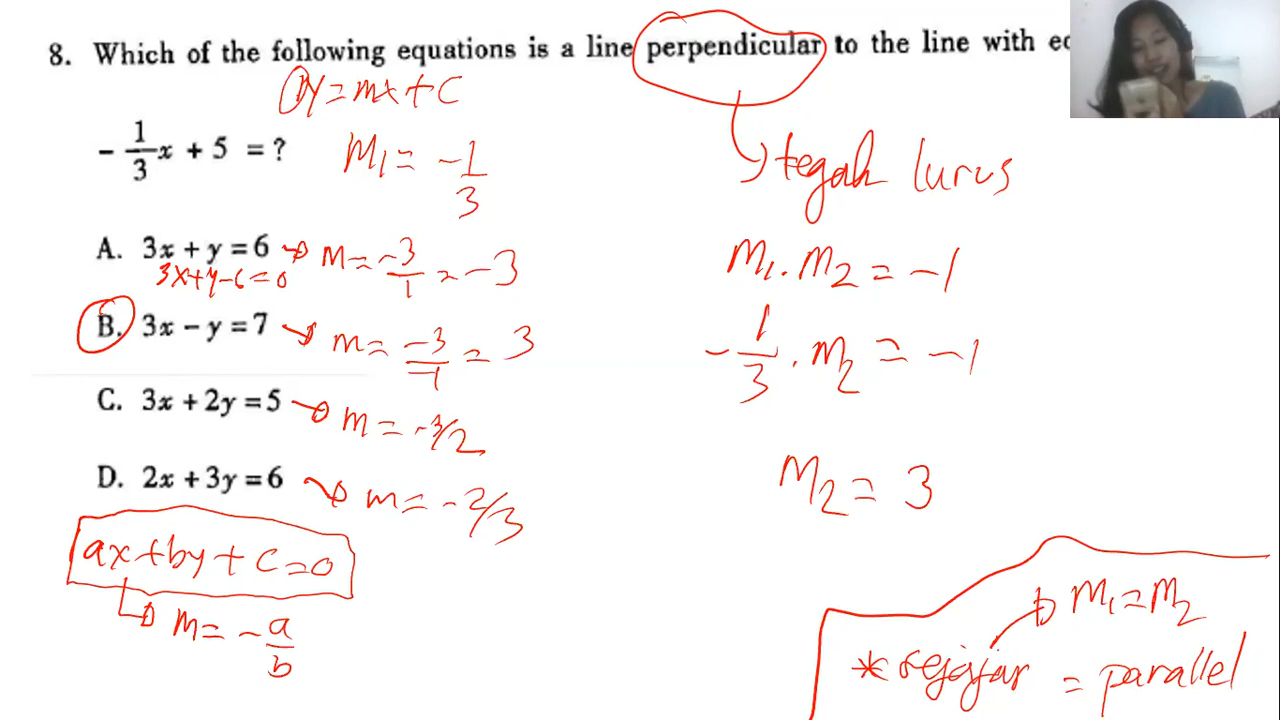 8. Which of the following equations is a line perpendicular to the line with
y = mx + c
- 1/3 x + 5 = ?
m1 = - 1/3
tegak lurus
A. 3x + y = 6
m = -3/1 = -3
3x+y-6=0
m1 . m2 = -1
B. 3x - y = 7
m = -3/-1 = 3
- 1/3 . m2 = -1
C. 3x + 2y = 5
m = -3/2
D. 2x + 3y = 6
m = -2/3
m2 = 3
ax+by+c=0
m = - a/b
m1 = m2
* sejajar = parallel